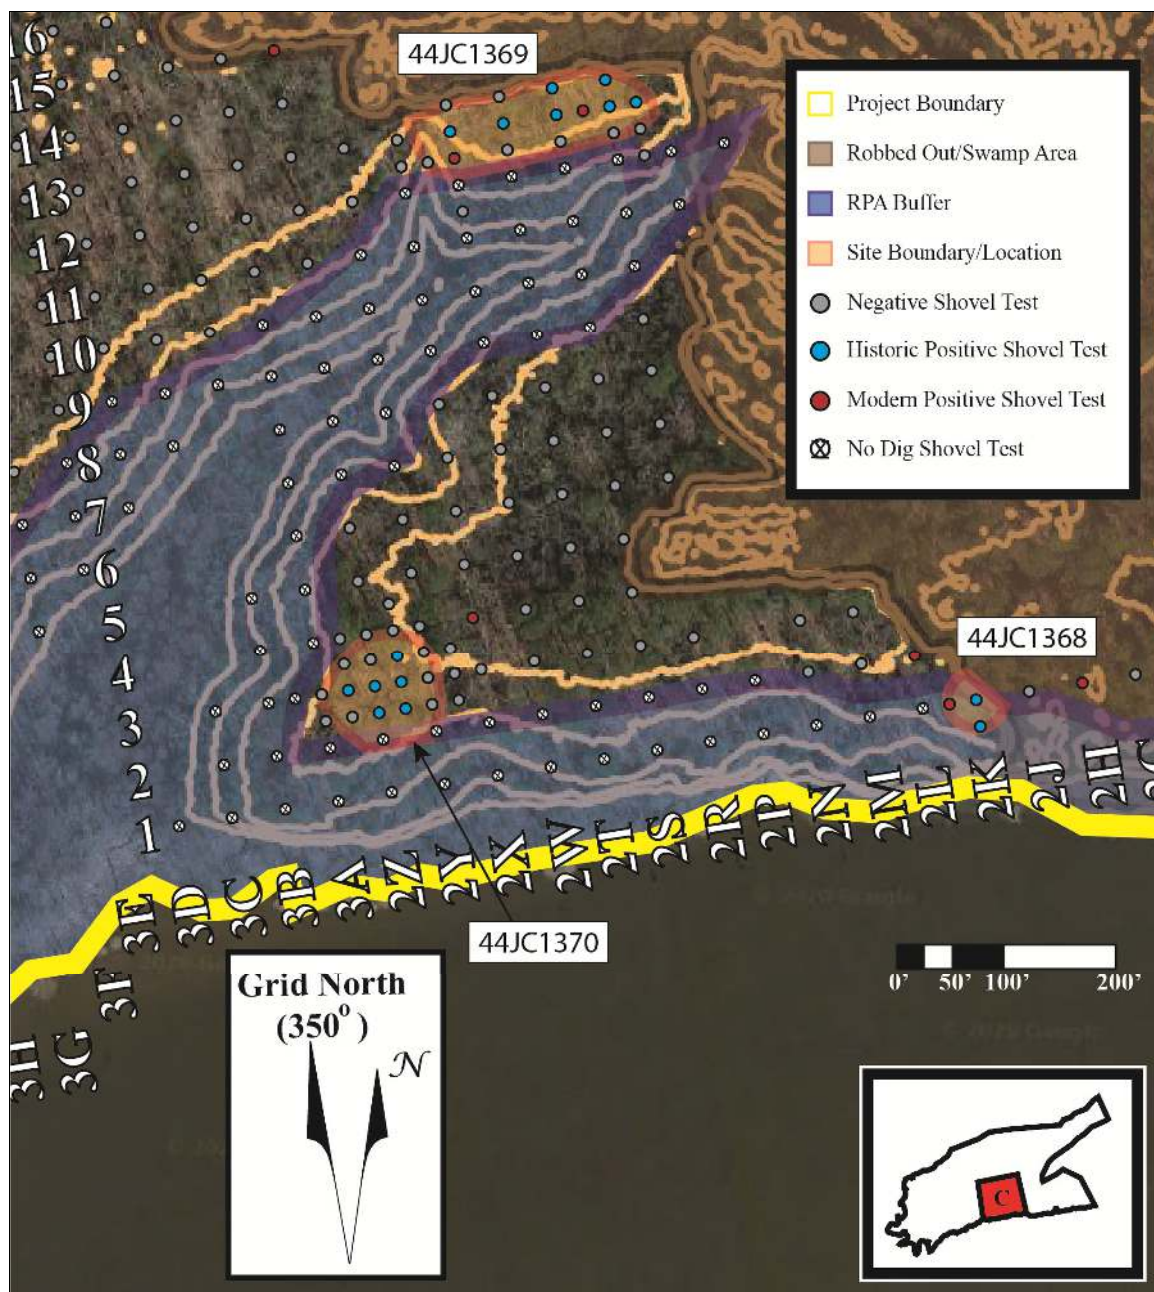 44JC1369
Project Boundary
Robbed Out/Swamp Area
RPA Buffer
Site Boundary/Location
Negative Shovel Test
Historic Positive Shovel Test
Modern Positive Shovel Test
No Dig Shovel Test
16
15
14
13
12
11
10
9
8
7
6
5
4
3
2
1
44JC1368
3H
3G
3F
3E
3D
3C
3B
3A
2Z
2Y
2X
2W
2T
2S
2R
2P
2N
2M
2L
2K
2J
2H
44JC1370
0' 50' 100' 200'
Grid North
(350°)
N
C